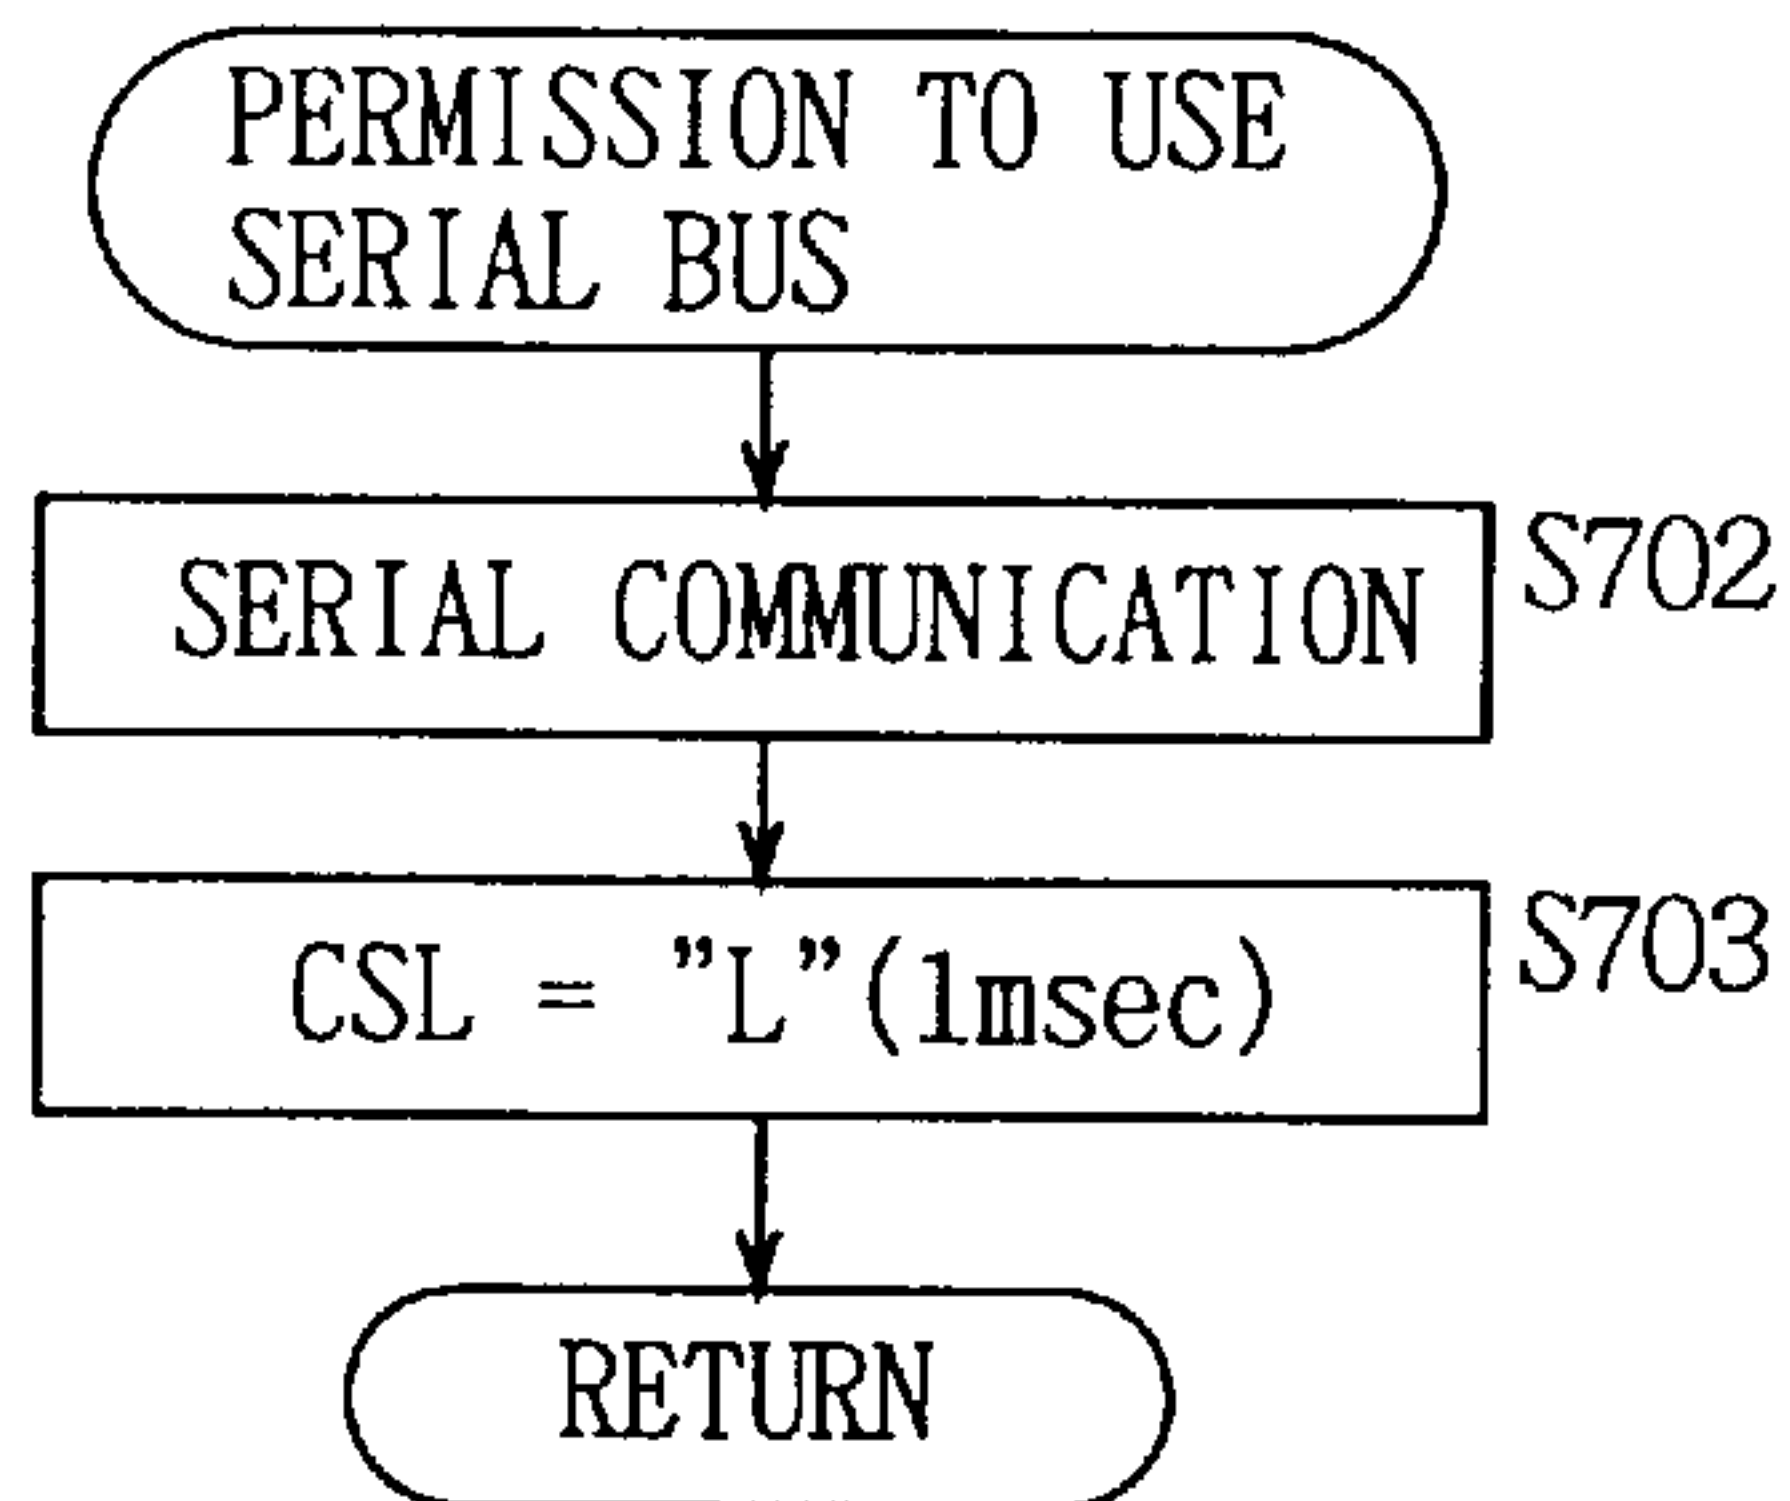 PERMISSION TO USE
SERIAL BUS
SERIAL COMMUNICATION
S702
CSL = ”L”(1msec)
S703
RETURN